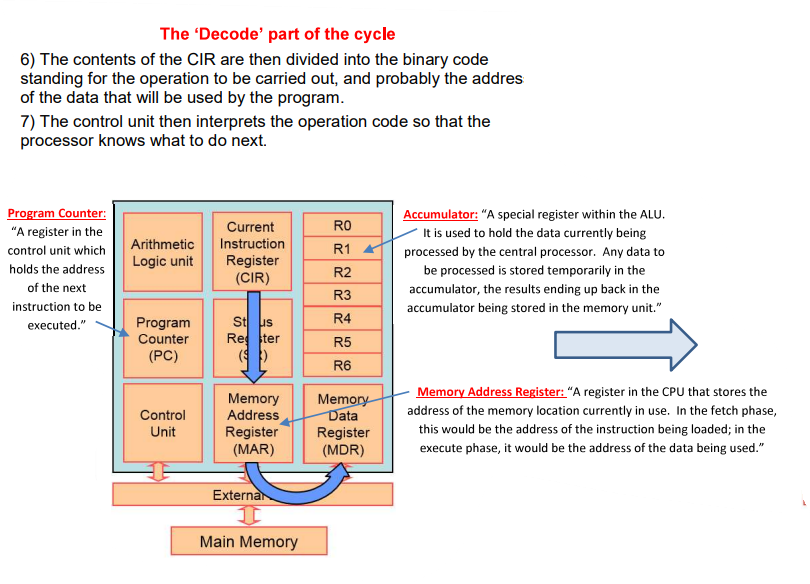 The ‘Decode’ part of the cycle
6) The contents of the CIR are then divided into the binary code
standing for the operation to be carried out, and probably the addres
of the data that will be used by the program.
7) The control unit then interprets the operation code so that the
processor knows what to do next.
Program Counter:
“A register in the
control unit which
holds the address
of the next
instruction to be
executed.”
Arithmetic
Logic unit
Current
Instruction
Register
(CIR)
R0
R1
R2
R3
R4
R5
R6
Program
Counter
(PC)
Control
Unit
Memory
Address
Register
(MAR)
Memory
Data
Register
(MDR)
External
Main Memory
Accumulator: “A special register within the ALU.
It is used to hold the data currently being
processed by the central processor.  Any data to
be processed is stored temporarily in the
accumulator, the results ending up back in the
accumulator being stored in the memory unit.”
Memory Address Register: “A register in the CPU that stores the
address of the memory location currently in use.  In the fetch phase,
this would be the address of the instruction being loaded; in the
execute phase, it would be the address of the data being used.”